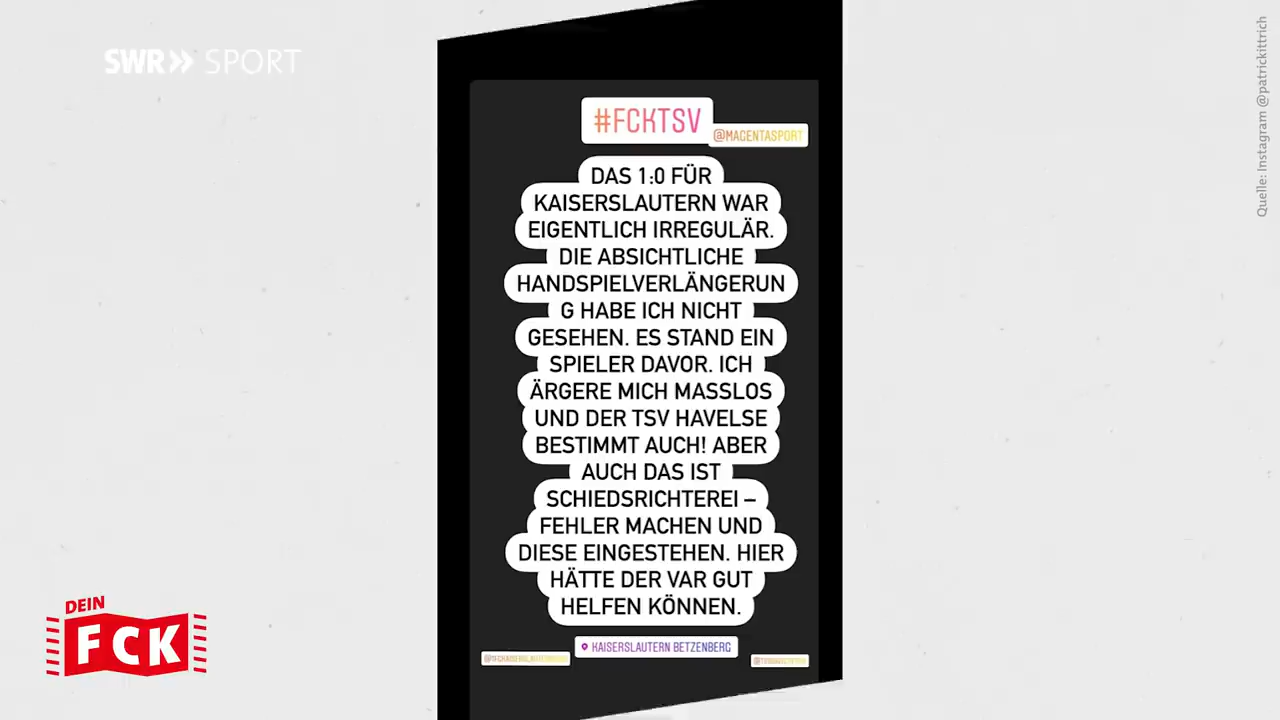 SWR» SPORT
Quelle: Instagram @patrickittrich
#FCKTSV
@MAGENTASPORT
DAS 1:0 FÜR
KAISERSLAUTERN WAR
EIGENTLICH IRREGULÄR.
DIE ABSICHTLICHE
HANDSPIELVERLÄNGERUN
G HABE ICH NICHT
GESEHEN. ES STAND EIN
SPIELER DAVOR. ICH
ÄRGERE MICH MASSLOS
UND DER TSV HAVELSE
BESTIMMT AUCH! ABER
AUCH DAS IST
SCHIEDSRICHTEREI –
FEHLER MACHEN UND
DIESE EINGESTEHEN. HIER
HÄTTE DER VAR GUT
HELFEN KÖNNEN.
KAISERSLAUTERN BETZENBERG
DEIN
FCK